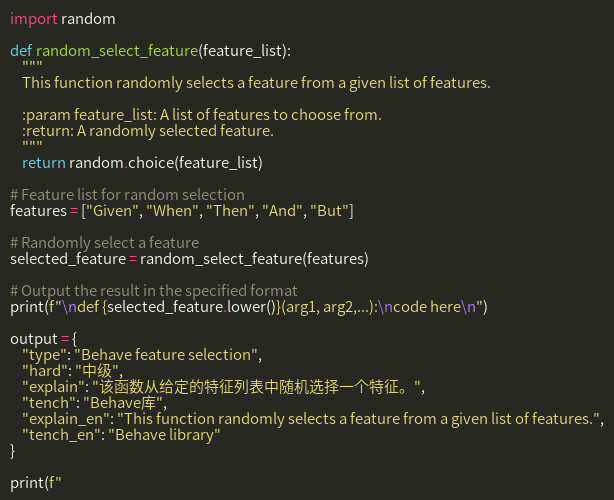 import random
def random_select_feature(feature_list):
"""
This function randomly selects a feature from a given list of features.
:param feature_list: A list of features to choose from.
:return: A randomly selected feature.
"""
return random.choice(feature_list)
# Feature list for random selection
features = ["Given", "When", "Then", "And", "But"]
# Randomly select a feature
selected_feature = random_select_feature(features)
# Output the result in the specified format
print(f"\ndef {selected_feature.lower()}(arg1, arg2,...):\ncode here\n")
output = {
"type": "Behave feature selection",
"hard": "中级",
"explain": "该函数从给定的特征列表中随机选择一个特征。",
"tench": "Behave库",
"explain_en": "This function randomly selects a feature from a given list of features.",
"tench_en": "Behave library"
}
print(f"